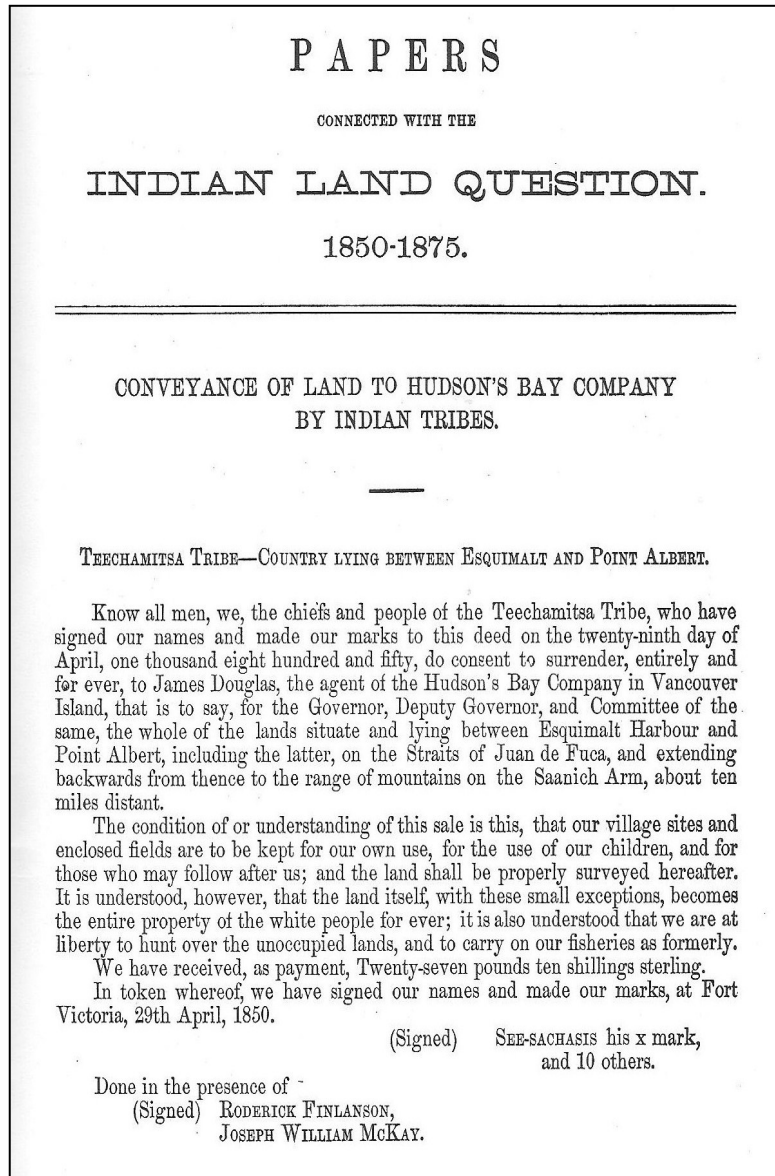 PAPERS
CONNECTED WITH THE
INDIAN LAND QUESTION.
1850-1875.
CONVEYANCE OF LAND TO HUDSON'S BAY COMPANY
BY INDIAN TRIBES.
TEECHAMITSA TRIBE—COUNTRY LYING BETWEEN ESQUIMALT AND POINT ALBERT.
Know all men, we, the chiefs and people of the Teechamitsa Tribe, who have
signed our names and made our marks to this deed on the twenty-ninth day of
April, one thousand eight hundred and fifty, do consent to surrender, entirely and
for ever, to James Douglas, the agent of the Hudson's Bay Company in Vancouver
Island, that is to say, for the Governor, Deputy Governor, and Committee of the
same, the whole of the lands situate and lying between Esquimalt Harbour and
Point Albert, including the latter, on the Straits of Juan de Fuca, and extending
backwards from thence to the range of mountains on the Saanich Arm, about ten
miles distant.
The condition of or understanding of this sale is this, that our village sites and
enclosed fields are to be kept for our own use, for the use of our children, and for
those who may follow after us; and the land shall be properly surveyed hereafter.
It is understood, however, that the land itself, with these small exceptions, becomes
the entire property of the white people for ever; it is also understood that we are at
liberty to hunt over the unoccupied lands, and to carry on our fisheries as formerly.
We have received, as payment, Twenty-seven pounds ten shillings sterling.
In token whereof, we have signed our names and made our marks, at Fort
Victoria, 29th April, 1850.
(Signed) SEE-SACHASIS his x mark,
and 10 others.
Done in the presence of
(Signed) RODERICK FINLANSON,
JOSEPH WILLIAM MCKAY.